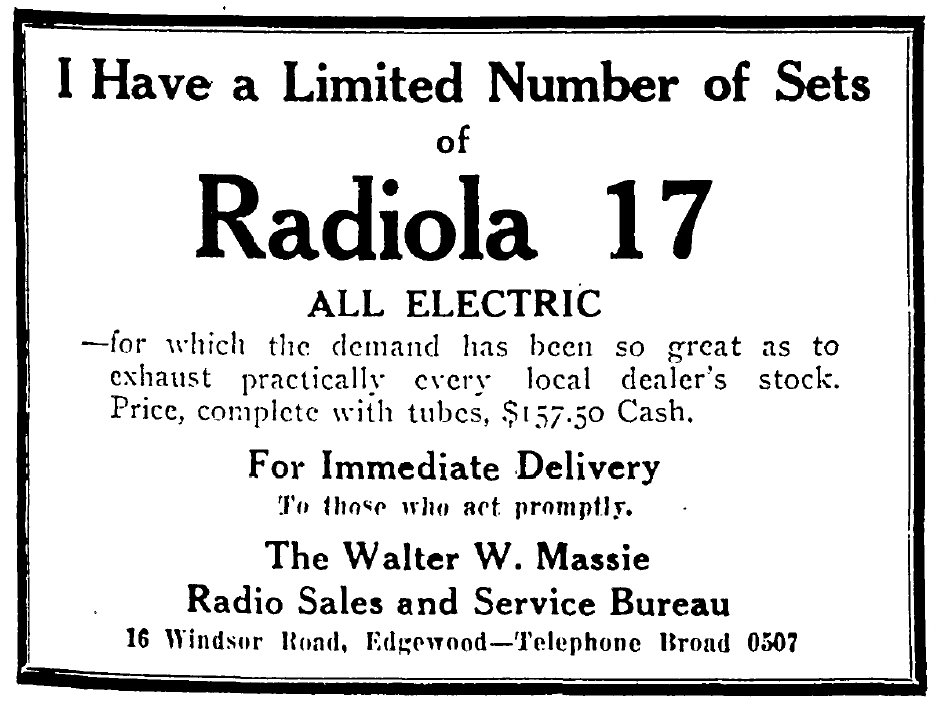 I Have a Limited Number of Sets
of
Radiola 17
ALL ELECTRIC
—for which the demand has been so great as to
exhaust practically every local dealer's stock.
Price, complete with tubes, $157.50 Cash.
For Immediate Delivery
To those who act promptly.
The Walter W. Massie
Radio Sales and Service Bureau
16 Windsor Road, Edgewood—Telephone Broad 0507